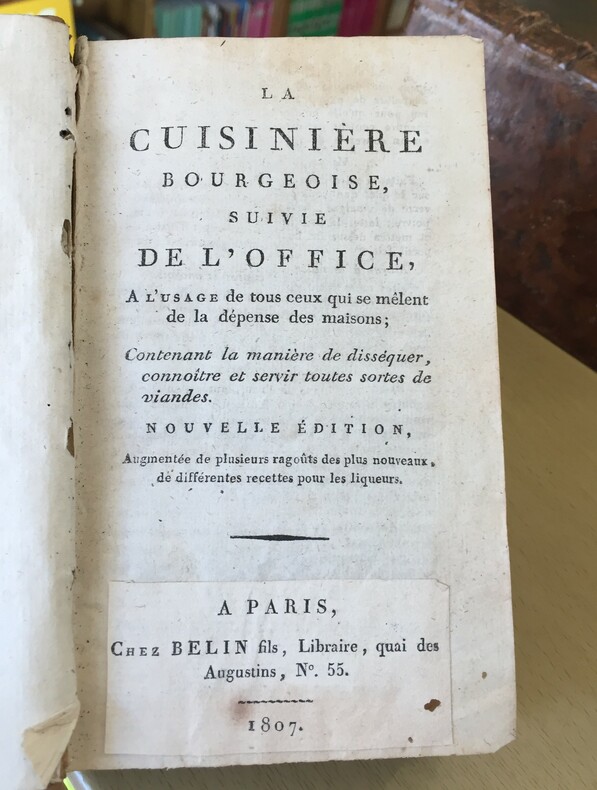 LA
CUISINIÈRE
BOURGEOISE,
SUIVIE
DE L'OFFICE,
A L'USAGE de tous ceux qui se mêlent
de la dépense des maisons;
Contenant la manière de disséquer,
connoître et servir toutes sortes de
viandes.
NOUVELLE ÉDITION,
Augmentée de plusieurs ragoûts des plus nouveaux,
de différentes recettes pour les liqueurs.
A PARIS,
CHEZ BELIN fils, Libraire, quai des
Augustins, Nº. 55.
1807.